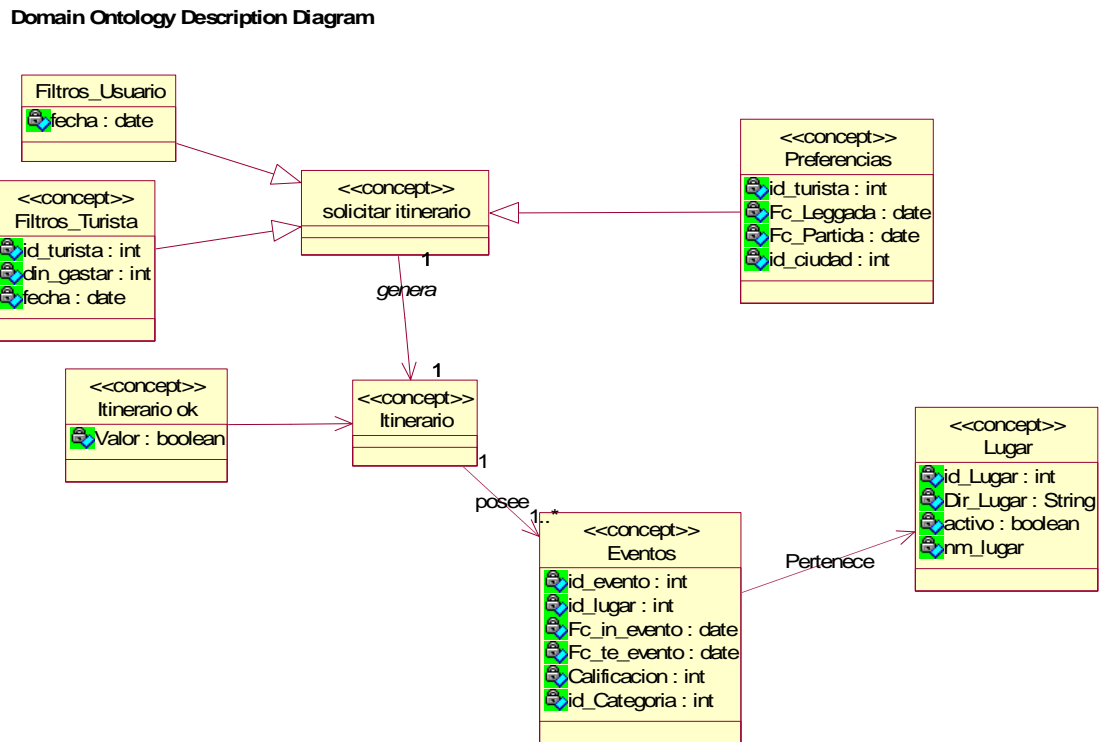 Domain Ontology Description Diagram
Filtros_Usuario
fecha : date
<<concept>>
Filtros_Turista
id_turista : int
din_gastar : int
fecha : date
<<concept>>
solicitar itinerario
1
genera
<<concept>>
Preferencias
id_turista : int
Fc_Leggada : date
Fc_Partida : date
id_ciudad : int
<<concept>>
Itinerario ok
Valor : boolean
1
<<concept>>
Itinerario
1
posee
1..*
<<concept>>
Eventos
id_evento : int
id_lugar : int
Fc_in_evento : date
Fc_te_evento : date
Calificacion : int
id_Categoria : int
Pertenece
<<concept>>
Lugar
id_Lugar : int
Dir_Lugar : String
activo : boolean
nm_lugar